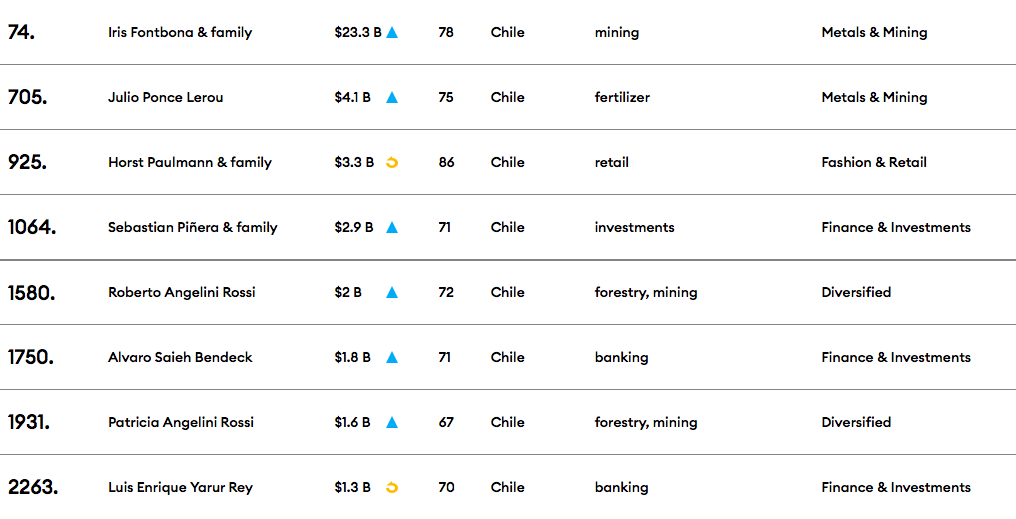 74. Iris Fontbona & family $23.3 B 78 Chile mining Metals & Mining
705. Julio Ponce Lerou $4.1 B 75 Chile fertilizer Metals & Mining
925. Horst Paulmann & family $3.3 B 86 Chile retail Fashion & Retail
1064. Sebastian Piñera & family $2.9 B 71 Chile investments Finance & Investments
1580. Roberto Angelini Rossi $2 B 72 Chile forestry, mining Diversified
1750. Alvaro Saieh Bendeck $1.8 B 71 Chile banking Finance & Investments
1931. Patricia Angelini Rossi $1.6 B 67 Chile forestry, mining Diversified
2263. Luis Enrique Yarur Rey $1.3 B 70 Chile banking Finance & Investments